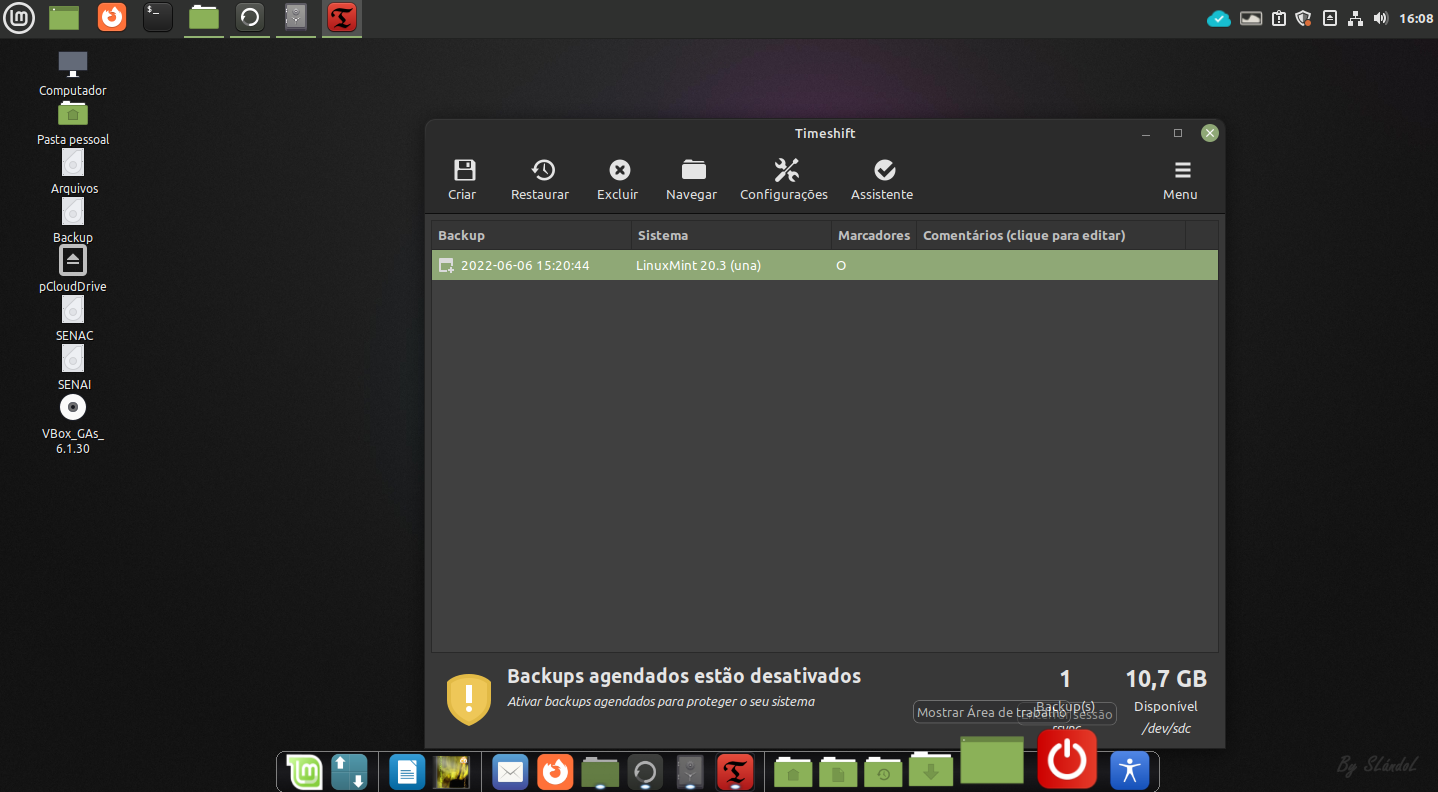 16:08
Computador
Pasta pessoal
Arquivos
Backup
pCloudDrive
SENAC
SENAI
VBox_GAs_
6.1.30
Timeshift
Criar
Restaurar
Excluir
Navegar
Configurações
Assistente
Menu
Backup
Sistema
Marcadores
Comentários (clique para editar)
2022-06-06 15:20:44
LinuxMint 20.3 (una)
O
Backups agendados estão desativados
Ativar backups agendados para proteger o seu sistema
1
Backup(s)
rsync
10,7 GB
Disponível
/dev/sdc
Mostrar Área de trabalho
sessão
By Slándol